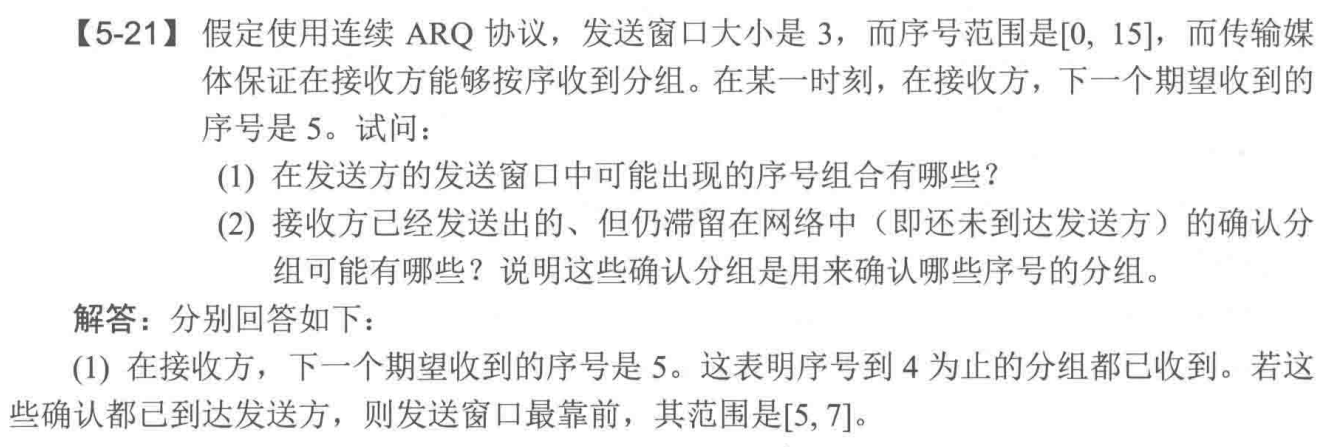 【5-21】 假定使用连续 ARQ 协议，发送窗口大小是 3，而序号范围是[0, 15]，而传输媒
体保证在接收方能够按序收到分组。在某一时刻，在接收方，下一个期望收到的
序号是 5。试问：
(1) 在发送方的发送窗口中可能出现的序号组合有哪些？
(2) 接收方已经发送出的、但仍滞留在网络中（即还未到达发送方）的确认分
组可能有哪些？说明这些确认分组是用来确认哪些序号的分组。
解答：分别回答如下：
(1) 在接收方，下一个期望收到的序号是 5。这表明序号到 4 为止的分组都已收到。若这
些确认都已到达发送方，则发送窗口最靠前，其范围是[5, 7]。